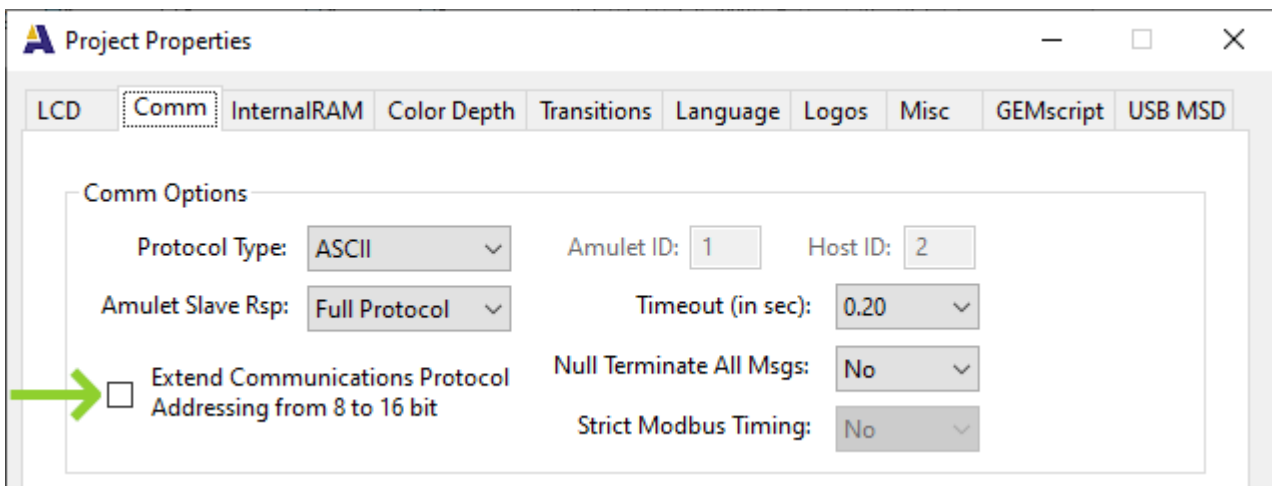 Project Properties
LCD Comm InternalRAM Color Depth Transitions Language Logos Misc GEMscript USB MSD
Comm Options
Protocol Type: ASCII Amulet ID: 1 Host ID: 2
Amulet Slave Rsp: Full Protocol Timeout (in sec): 0.20
Extend Communications Protocol
Addressing from 8 to 16 bit
Null Terminate All Msgs: No
Strict Modbus Timing: No